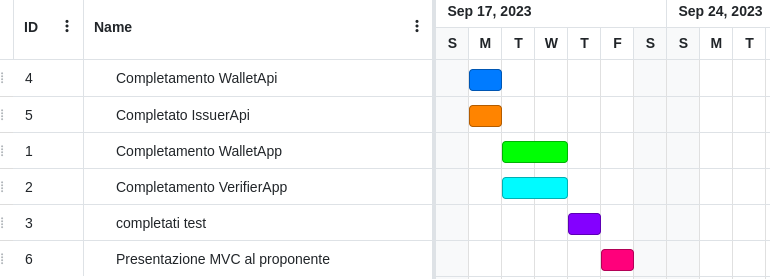 Sep 17, 2023 Sep 24, 2023
ID Name
S M T W T F S S M T
4 Completamento WalletApi
5 Completato IssuerApi
1 Completamento WalletApp
2 Completamento VerifierApp
3 completati test
6 Presentazione MVC al proponente